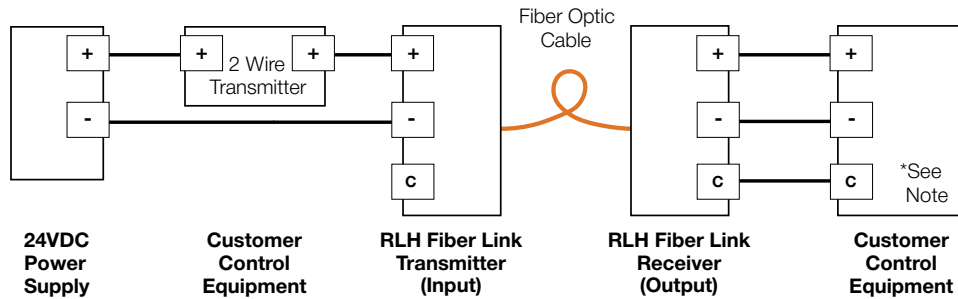 Fiber Optic
Cable
+
+
+
+
+
+
2 Wire
Transmitter
-
-
-
-
C
C
C
*See
Note
24VDC
Power
Supply
Customer
Control
Equipment
RLH Fiber Link
Transmitter
(Input)
RLH Fiber Link
Receiver
(Output)
Customer
Control
Equipment